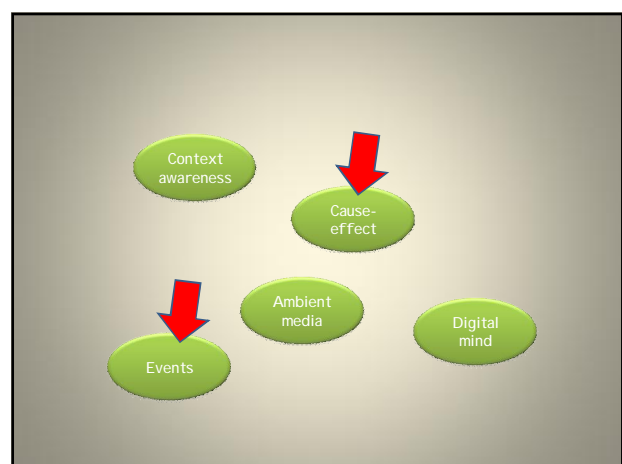 Context
awareness
Cause-
effect
Ambient
media
Digital
mind
Events